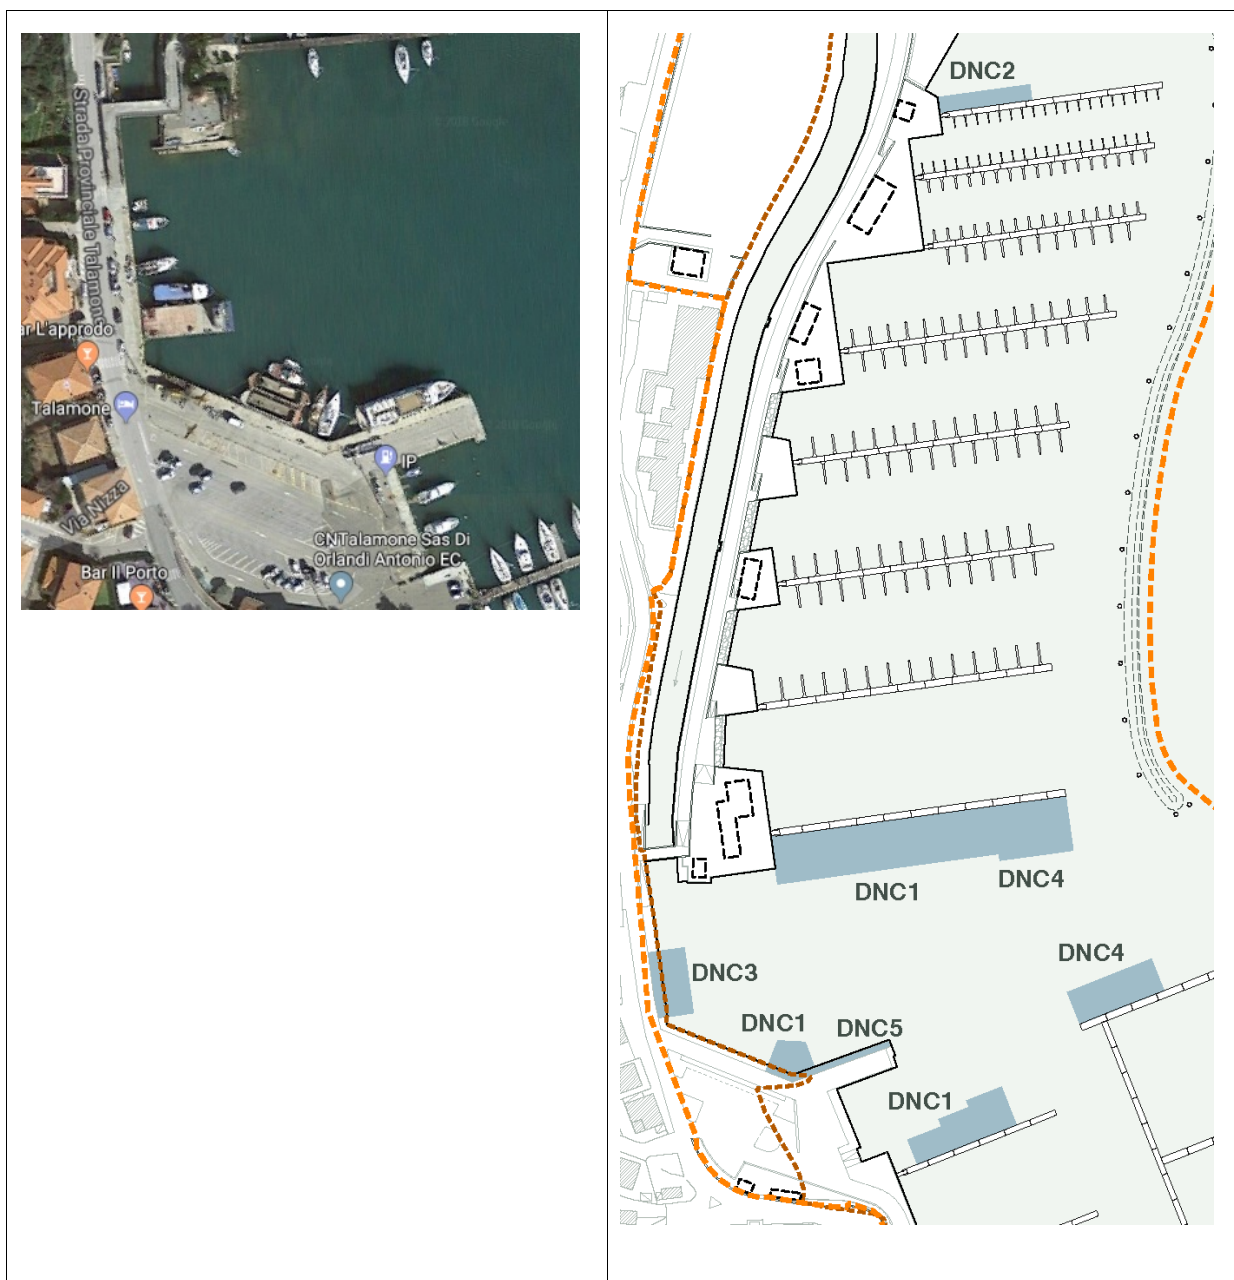 Strada Provinciale Talamone
ar L'approdo
Talamone
IP
Via Nizza
CNTalamone Sas Di
Orlandi Antonio EC
Bar Il Porto
DNC2
DNC1
DNC4
DNC3
DNC4
DNC1
DNC5
DNC1